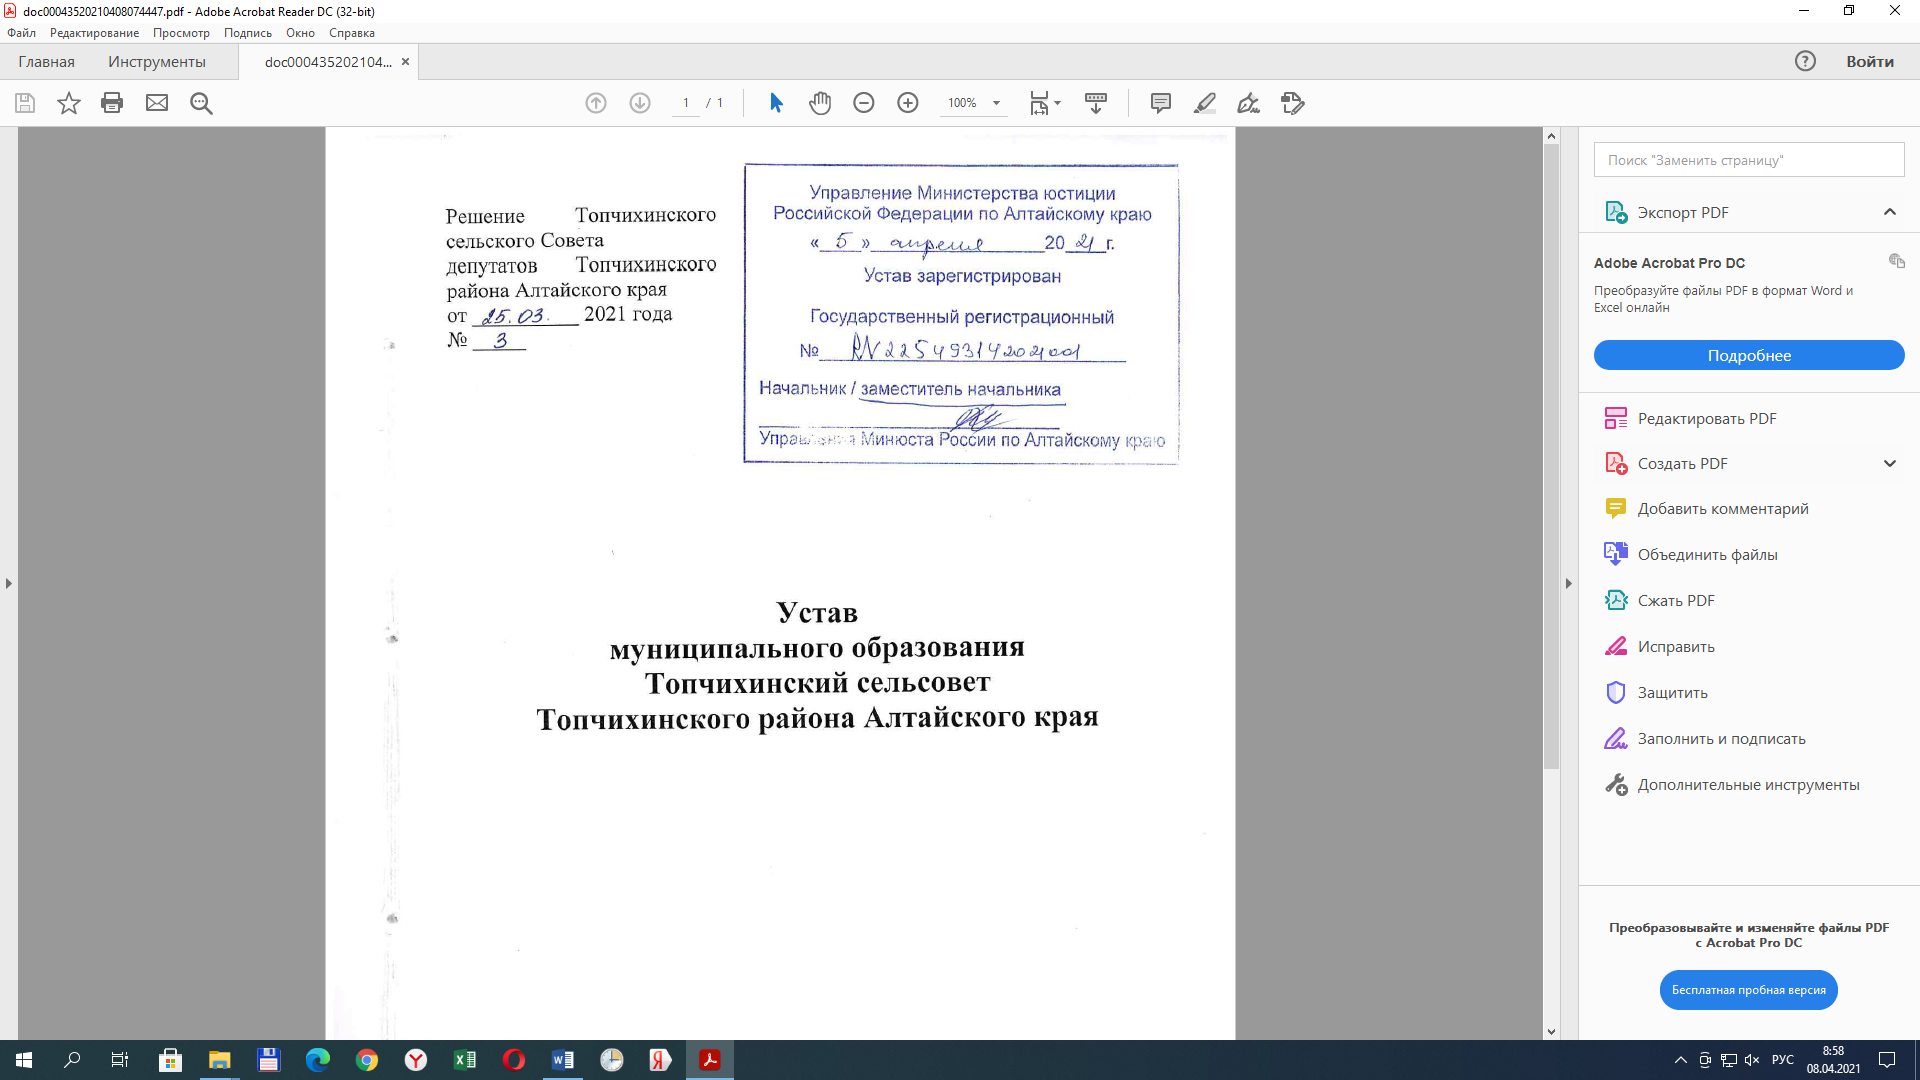 doc00043520210408074447.pdf - Adobe Acrobat Reader DC (32-bit)
Файл Редактирование Просмотр Подпись Окно Справка
Главная Инструменты doc000435202104... × ? Войти
1 / 1 100%
Решение Топчихинского
сельского Совета
депутатов Топчихинского
района Алтайского края
от 25.03. 2021 года
№ 3
Управление Министерства юстиции
Российской Федерации по Алтайскому краю
«5» апреля 2021 г.
Устав зарегистрирован
Государственный регистрационный
№ RU225493142021001
Начальник / заместитель начальника
Управления Минюста России по Алтайскому краю
Устав
муниципального образования
Топчихинский сельсовет
Топчихинского района Алтайского края
Поиск "Заменить страницу"
Экспорт PDF
Adobe Acrobat Pro DC
Преобразуйте файлы PDF в формат Word и
Excel онлайн
Подробнее
Редактировать PDF
Создать PDF
Добавить комментарий
Объединить файлы
Сжать PDF
Исправить
Защитить
Заполнить и подписать
Дополнительные инструменты
Преобразовывайте и изменяйте файлы PDF
с Acrobat Pro DC
Бесплатная пробная версия
РУС
8:58
08.04.2021